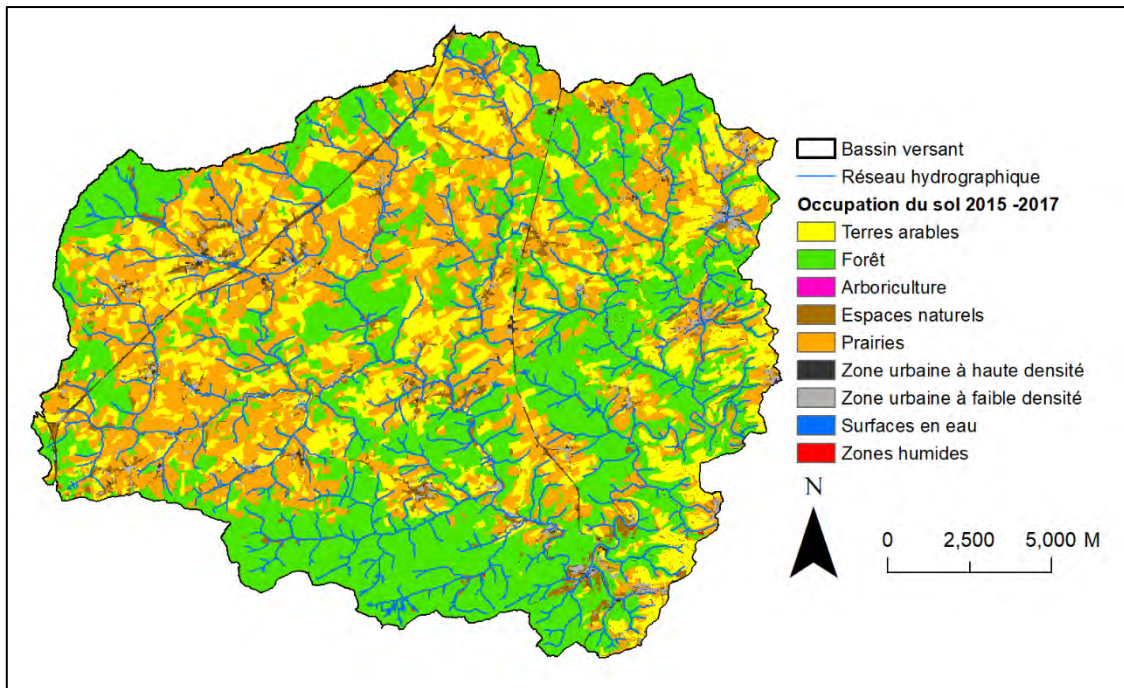 Bassin versant
Réseau hydrographique
Occupation du sol 2015 -2017
Terres arables
Forêt
Arboriculture
Espaces naturels
Prairies
Zone urbaine à haute densité
Zone urbaine à faible densité
Surfaces en eau
Zones humides
N
0 2,500 5,000 M